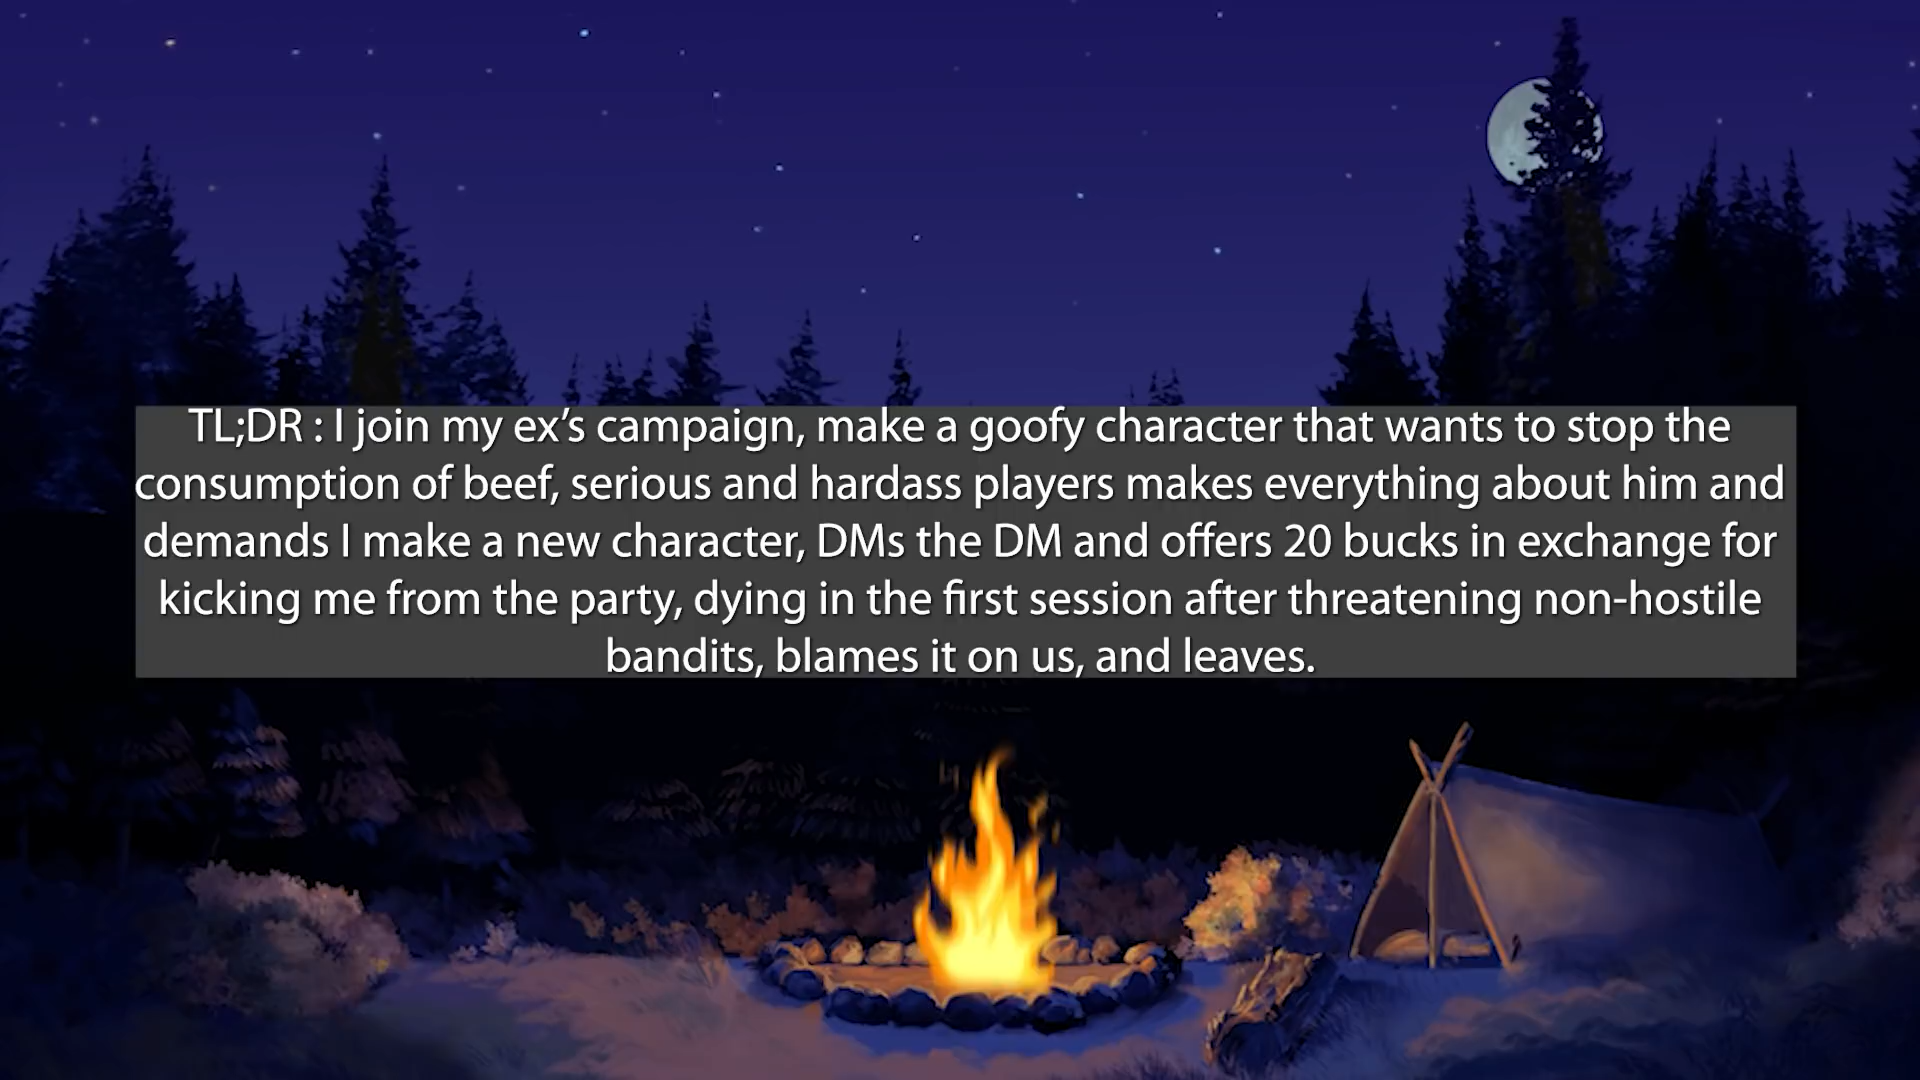 TL;DR : I join my ex’s campaign, make a goofy character that wants to stop the
consumption of beef, serious and hardass players makes everything about him and
demands I make a new character, DMs the DM and offers 20 bucks in exchange for
kicking me from the party, dying in the first session after threatening non-hostile
bandits, blames it on us, and leaves.